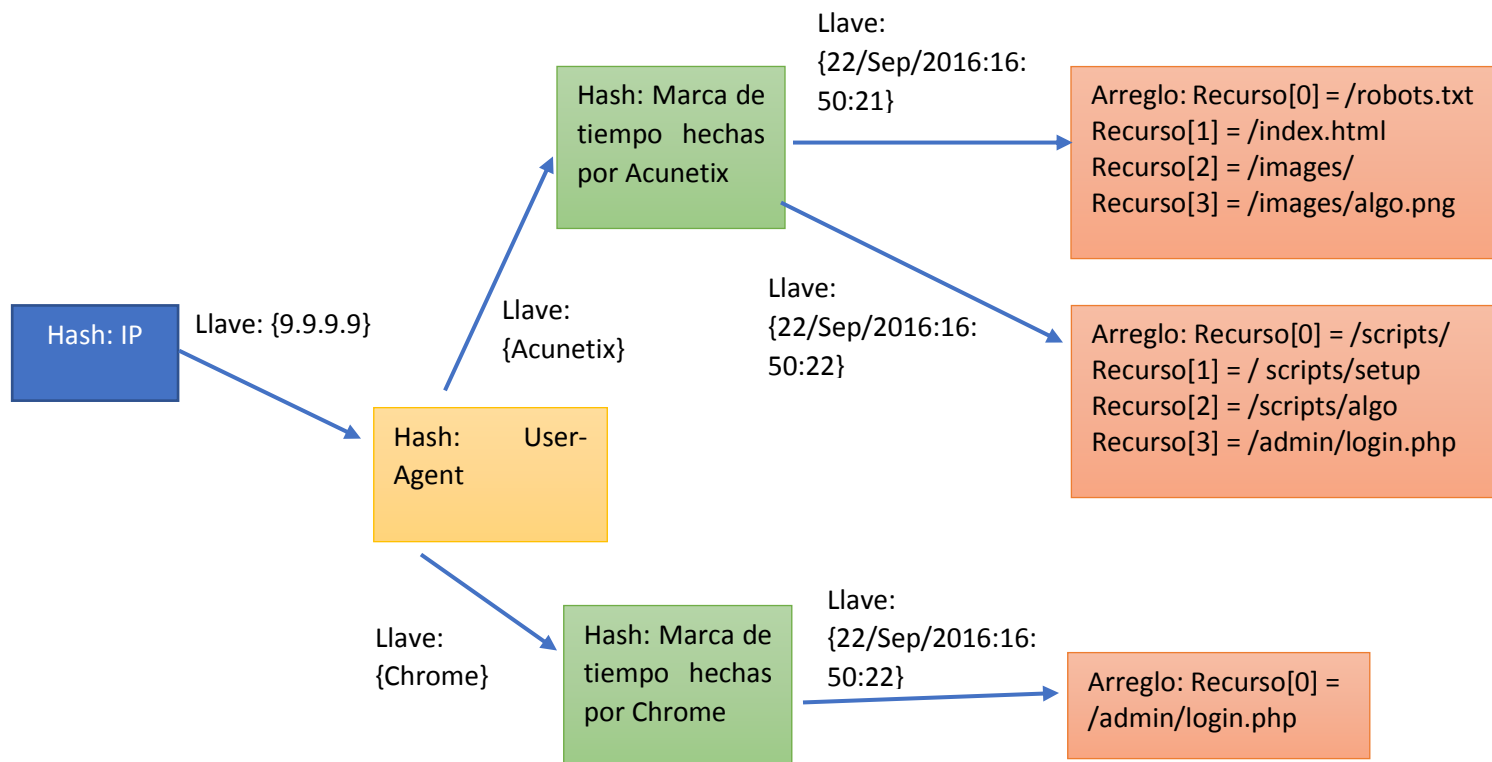 Llave:
{22/Sep/2016:16:
50:21}
Hash: Marca de
tiempo hechas
por Acunetix
Arreglo: Recurso[0] = /robots.txt
Recurso[1] = /index.html
Recurso[2] = /images/
Recurso[3] = /images/algo.png
Hash: IP
Llave: {9.9.9.9}
Llave:
{Acunetix}
Llave:
{22/Sep/2016:16:
50:22}
Arreglo: Recurso[0] = /scripts/
Recurso[1] = / scripts/setup
Recurso[2] = /scripts/algo
Recurso[3] = /admin/login.php
Hash: User-
Agent
Llave:
{Chrome}
Hash: Marca de
tiempo hechas
por Chrome
Llave:
{22/Sep/2016:16:
50:22}
Arreglo: Recurso[0] =
/admin/login.php